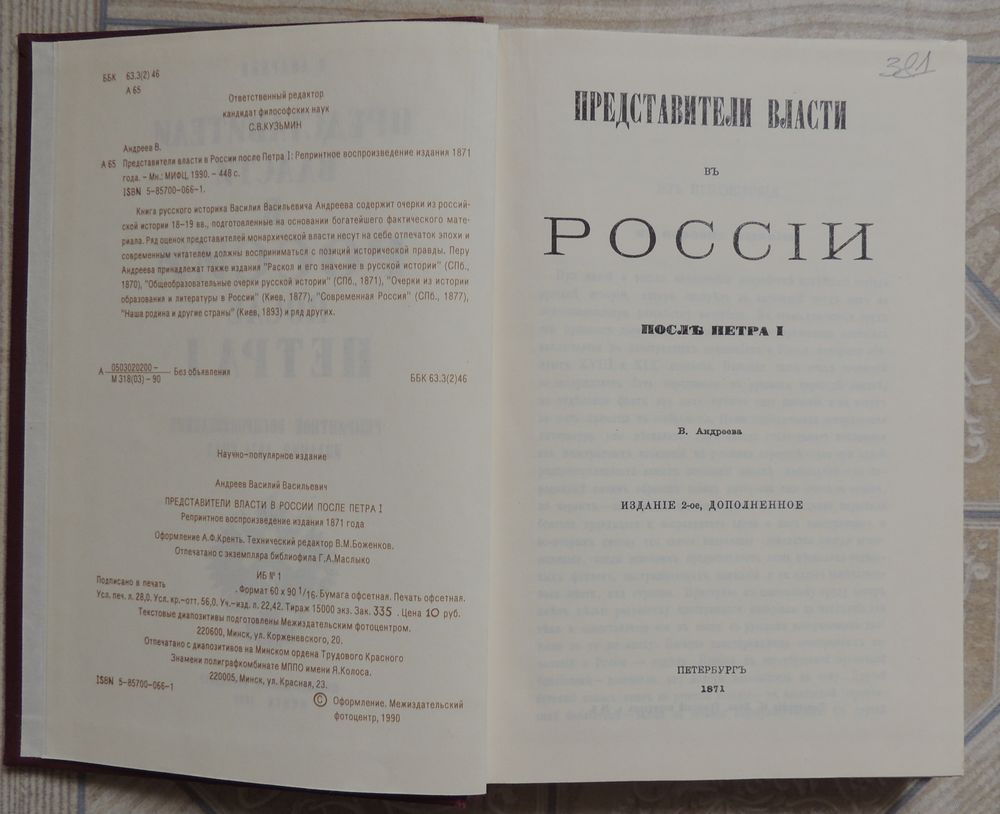 ББК 63.3(2)46
А 65
Ответственный редактор
кандидат философских наук
С.В.КУЗЬМИН
Андреев В.
А 65 Представители власти в России после Петра I: Репринтное воспроизведение издания 1871
года. – Мн.: МИФЦ, 1990. – 448 с.
ISBN 5-85700-066-1.
Книга русского историка Василия Васильевича Андреева содержит очерки из россий-
ской истории 18–19 вв., подготовленные на основании богатейшего фактического мате-
риала. Ряд оценок представителей монархической власти несут на себе отпечаток эпохи и
современным читателем должны восприниматься с позиций исторической правды. Перу
Андреева принадлежат также издания "Раскол и его значение в русской истории" (СПб.,
1870), "Общеобразовательные очерки русской истории" (СПб., 1871), "Очерки из истории
образования и литературы в России" (Киев, 1877), "Современная Россия" (СПб., 1877),
"Наша родина и другие страны" (Киев, 1893) и ряд других.
А 0503020200 – Без объявления
М 318(03) – 90
ББК 63.3(2)46
Научно-популярное издание
Андреев Василий Васильевич
ПРЕДСТАВИТЕЛИ ВЛАСТИ В РОССИИ ПОСЛЕ ПЕТРА I
Репринтное воспроизведение издания 1871 года
Оформление А.Ф.Кренть. Технический редактор В.М.Боженков.
Отпечатано с экземпляра библиофила Г.А.Маслыко
ИБ № 1
Подписано в печать . Формат 60 х 90 1/16. Бумага офсетная. Печать офсетная.
Усл. печ. л. 28,0. Усл. кр.-отт. 56,0. Уч.-изд. л. 22,42. Тираж 15000 экз. Зак. 335 . Цена 10 руб.
Текстовые диапозитивы подготовлены Межиздательским фотоцентром.
220600, Минск, ул. Корженевского, 20.
Отпечатано с диапозитивов на Минском ордена Трудового Красного
Знамени полиграфкомбинате МППО имени Я.Коласа.
220005, Минск, ул. Красная, 23.
ISBN 5-85700-066-1
© Оформление. Межиздательский
фотоцентр, 1990
381
ПРЕДСТАВИТЕЛИ ВЛАСТИ
ВЪ
РОССІИ
ПОСЛѢ ПЕТРА I
В. Андреева
ИЗДАНІЕ 2-ое, ДОПОЛНЕННОЕ
ПЕТЕРБУРГЪ
1871